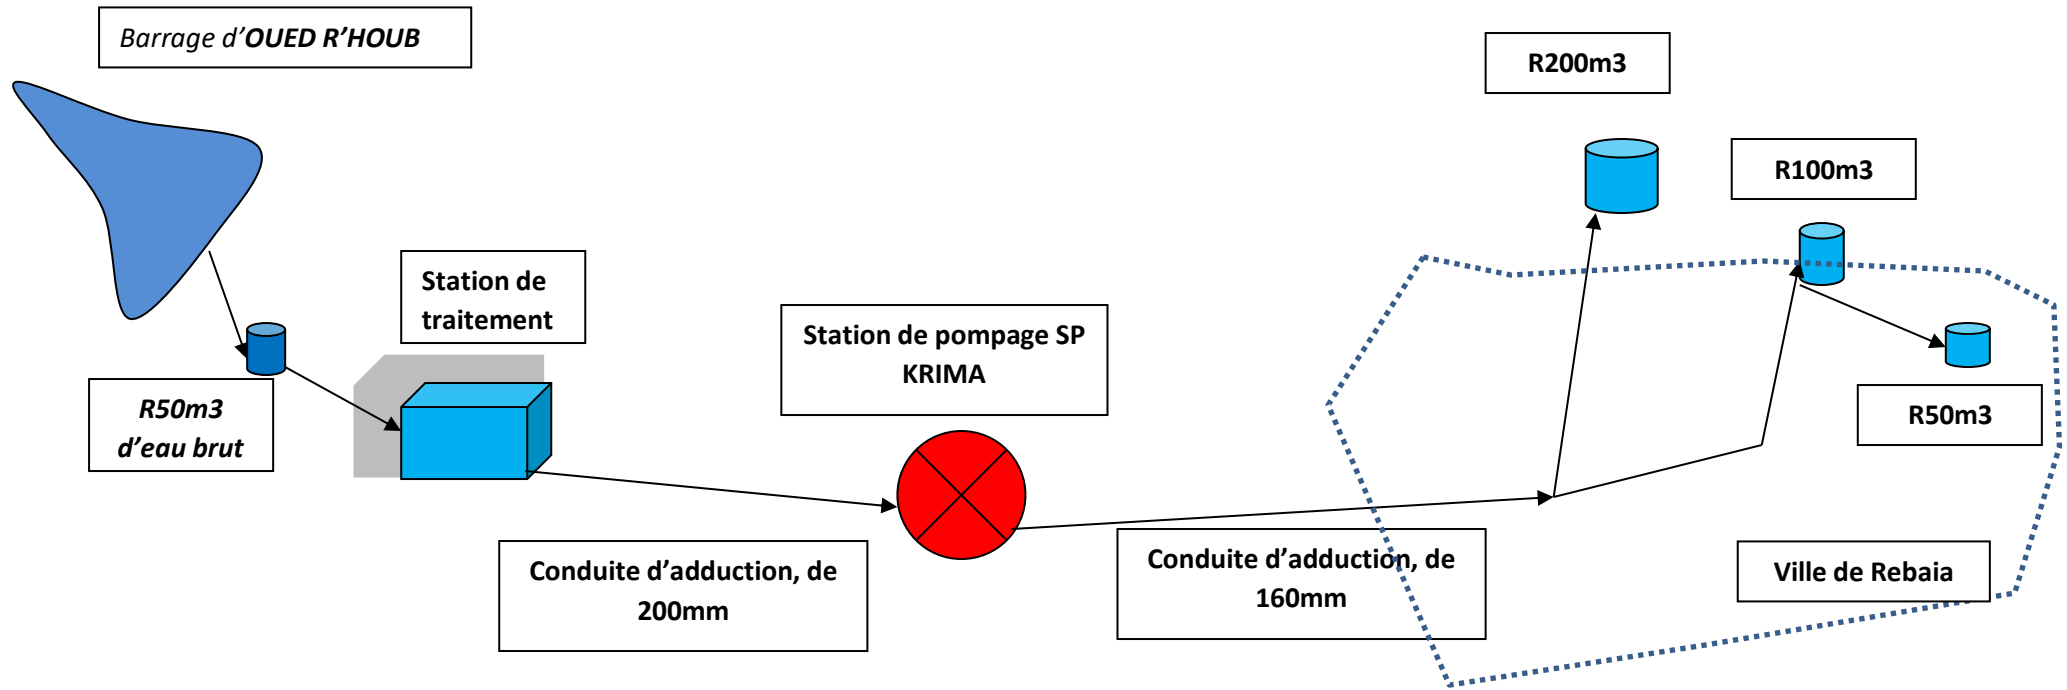 Barrage d’OUED R’HOUB
R200m3
R100m3
Station de
traitement
Station de pompage SP
KRIMA
R50m3
d’eau brut
R50m3
Conduite d’adduction, de
200mm
Conduite d’adduction, de
160mm
Ville de Rebaia